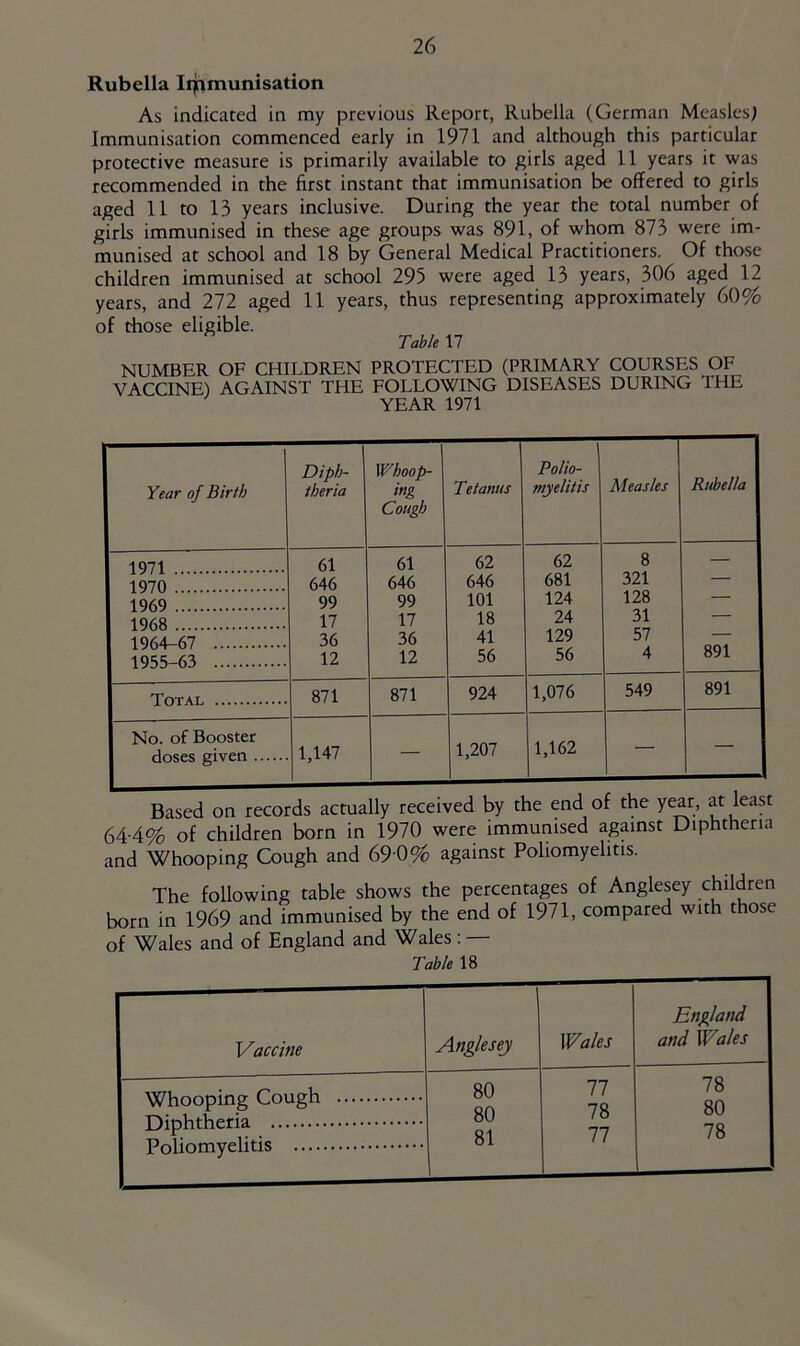 26
Rubella Immunisation
As indicated in my previous Report, Rubella (German Measles)
Immunisation commenced early in 1971 and although this particular
protective measure is primarily available to girls aged 11 years it was
recommended in the first instant that immunisation be offered to girls
aged 11 to 13 years inclusive. During the year the total number of
girls immunised in these age groups was 891, of whom 873 were im-
munised at school and 18 by General Medical Practitioners. Of those
children immunised at school 295 were aged 13 years, 306 aged 12
years, and 272 aged 11 years, thus representing approximately 60%
of those eligible.
Table 17
NUMBER OF CHILDREN PROTECTED (PRIMARY COURSES OF
VACCINE) AGAINST THE FOLLOWING DISEASES DURING THE
YEAR 1971
Year of Birth Diph-theria Whoop-ing Cough Tetanus Polio-myelitis Measles Rubella
1971 .................. 61 61 62 62 8 —
1970 .................. 646 646 646 681 321 —
1969 .................. 99 99 101 124 128 —
1968 .................. 17 17 18 24 31 —
1964–67 ............ 36 36 41 129 57 —
1955–63 ............ 12 12 56 56 4 891
TOTAL ............ 871 871 924 1,076 549 891
No. of Booster
doses given ...... 1,147 — 1,207 1,162 — —
Based on records actually received by the end of the year, at least
64·4% of children born in 1970 were immunised against Diphtheria
and Whooping Cough and 69·0% against Poliomyelitis.
The following table shows the percentages of Anglesey children
born in 1969 and immunised by the end of 1971, compared with those
of Wales and of England and Wales : —
Table 18
Vaccine Anglesey Wales England and Wales
Whooping Cough ............ 80 77 78
Diphtheria ..................... 80 78 80
Poliomyelitis .................. 81 77 78